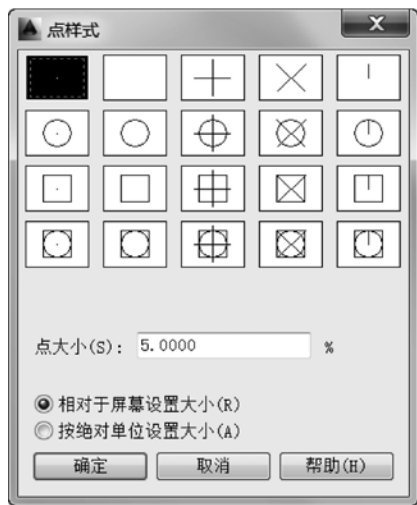 点样式
点大小(S): 5.0000 %
相对于屏幕设置大小(R)
按绝对单位设置大小(A)
确定 取消 帮助(H)